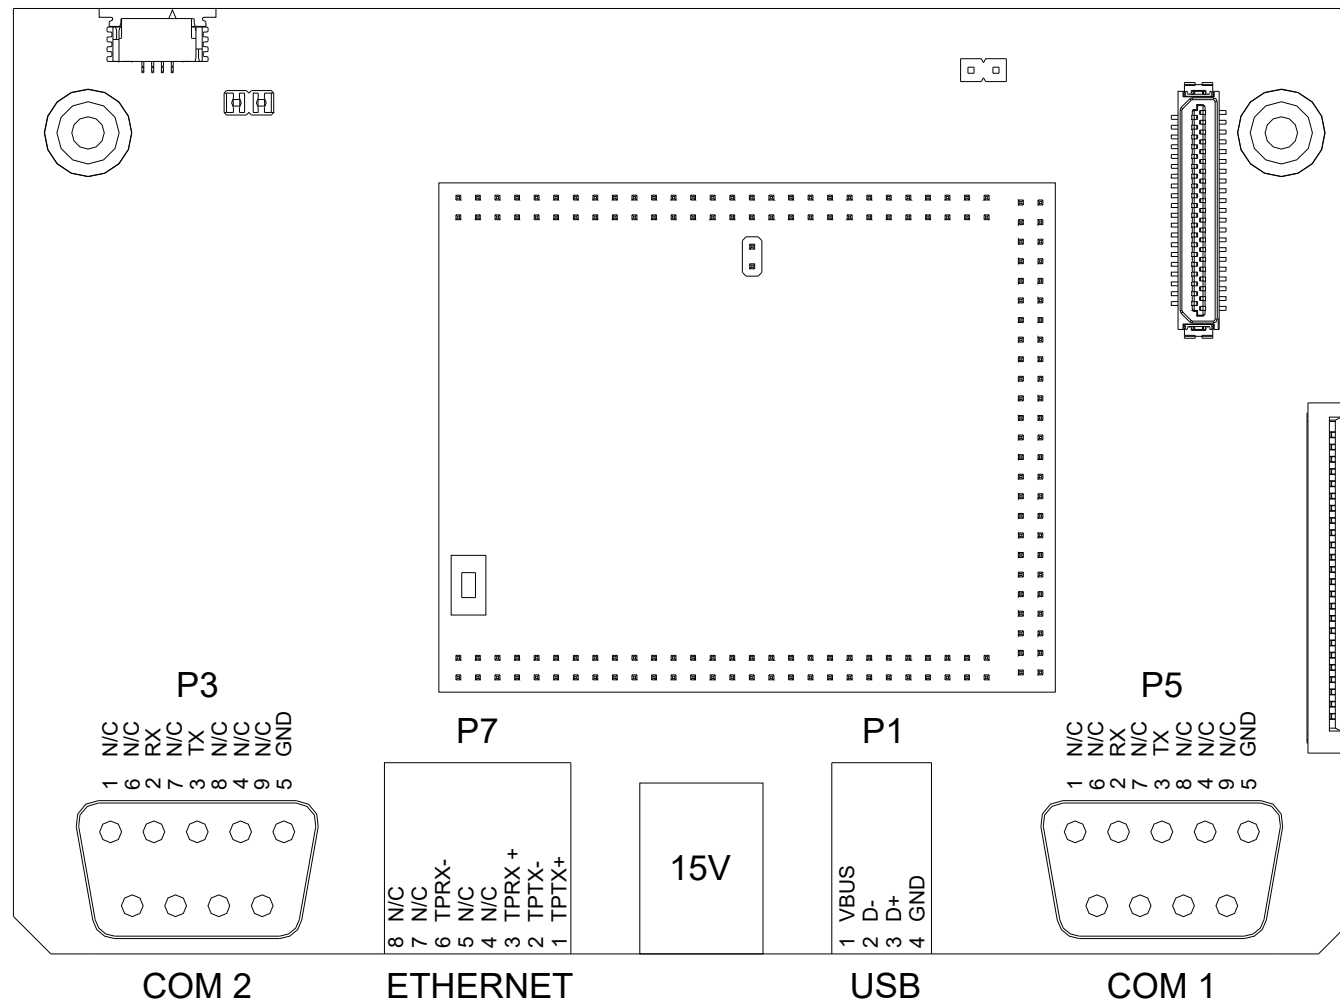 P3
P5
P7
P1
1 N/C
6 N/C
2 RX
7 N/C
3 TX
8 N/C
4 N/C
9 N/C
5 GND
1 N/C
6 N/C
2 RX
7 N/C
3 TX
8 N/C
4 N/C
9 N/C
5 GND
8 N/C
7 N/C
6 TPRX-
5 N/C
4 N/C
3 TPRX +
2 TPTX-
1 TPTX+
15V
1 VBUS
2 D-
3 D+
4 GND
COM 2
ETHERNET
USB
COM 1